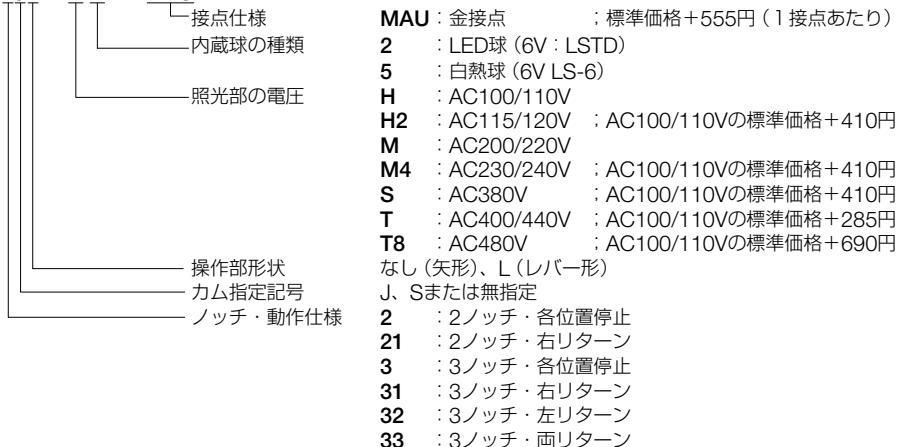 接点仕様 MAU：金接点 ；標準価格＋555円（1接点あたり）
内蔵球の種類 2 ：LED球（6V：LSTD）
5 ：白熱球（6V LS-6）
照光部の電圧 H ：AC100/110V
H2 ：AC115/120V ；AC100/110Vの標準価格＋410円
M ：AC200/220V
M4 ：AC230/240V ；AC100/110Vの標準価格＋410円
S ：AC380V ；AC100/110Vの標準価格＋410円
T ：AC400/440V ；AC100/110Vの標準価格＋285円
T8 ：AC480V ；AC100/110Vの標準価格＋690円
操作部形状 なし（矢形）、L（レバー形）
カム指定記号 J、Sまたは無指定
ノッチ・動作仕様 2 ：2ノッチ・各位置停止
21 ：2ノッチ・右リターン
3 ：3ノッチ・各位置停止
31 ：3ノッチ・右リターン
32 ：3ノッチ・左リターン
33 ：3ノッチ・両リターン